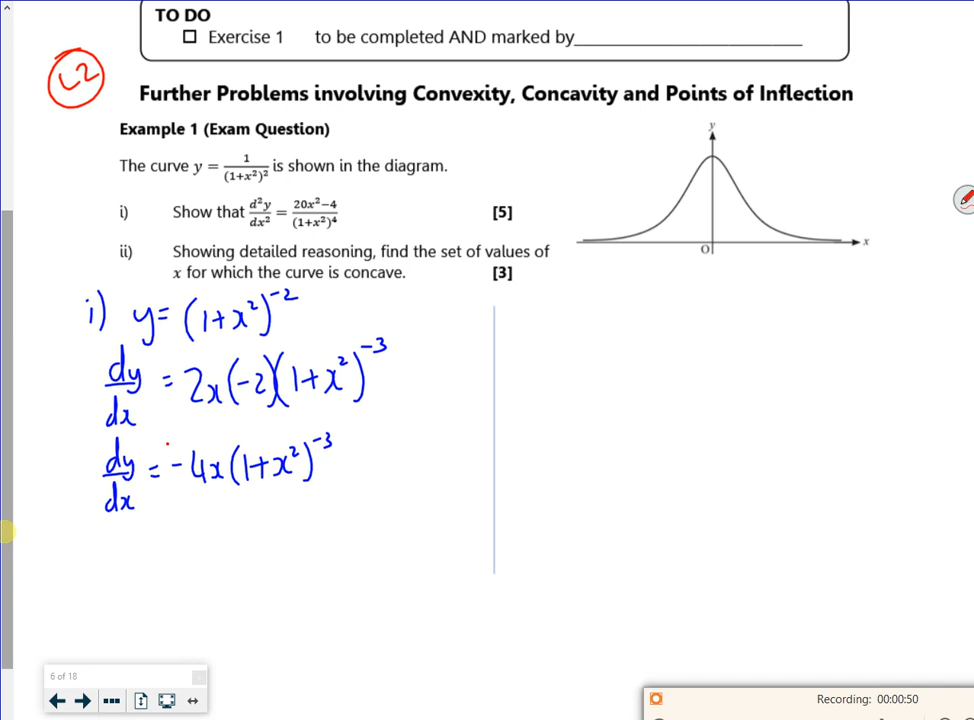 TO DO
☐ Exercise 1 to be completed AND marked by____________________
L2
Further Problems involving Convexity, Concavity and Points of Inflection
Example 1 (Exam Question)
The curve y = 1/(1+x²)² is shown in the diagram.
i) Show that d²y/dx² = (20x²−4)/(1+x²)⁴ [5]
ii) Showing detailed reasoning, find the set of values of
x for which the curve is concave. [3]
y
O
x
i) y = (1+x²)⁻²
dy/dx = 2x(-2)(1+x²)⁻³
dy/dx = -4x(1+x²)⁻³
6 of 18
Recording: 00:00:50